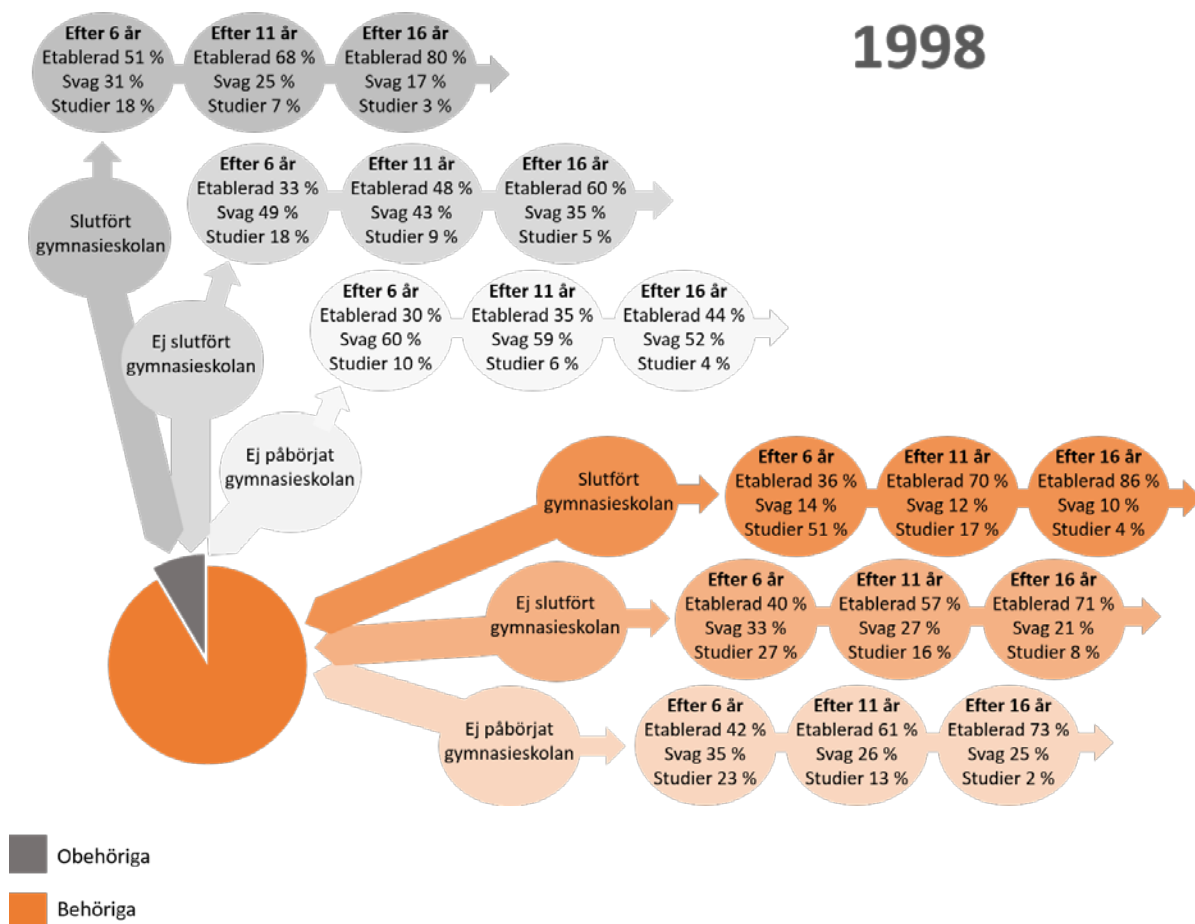 1998
Efter 6 år
Etablerad 51 %
Svag 31 %
Studier 18 %
Efter 11 år
Etablerad 68 %
Svag 25 %
Studier 7 %
Efter 16 år
Etablerad 80 %
Svag 17 %
Studier 3 %
Slutfört
gymnasieskolan
Efter 6 år
Etablerad 33 %
Svag 49 %
Studier 18 %
Efter 11 år
Etablerad 48 %
Svag 43 %
Studier 9 %
Efter 16 år
Etablerad 60 %
Svag 35 %
Studier 5 %
Ej slutfört
gymnasieskolan
Efter 6 år
Etablerad 30 %
Svag 60 %
Studier 10 %
Efter 11 år
Etablerad 35 %
Svag 59 %
Studier 6 %
Efter 16 år
Etablerad 44 %
Svag 52 %
Studier 4 %
Ej påbörjat
gymnasieskolan
Slutfört
gymnasieskolan
Efter 6 år
Etablerad 36 %
Svag 14 %
Studier 51 %
Efter 11 år
Etablerad 70 %
Svag 12 %
Studier 17 %
Efter 16 år
Etablerad 86 %
Svag 10 %
Studier 4 %
Ej slutfört
gymnasieskolan
Efter 6 år
Etablerad 40 %
Svag 33 %
Studier 27 %
Efter 11 år
Etablerad 57 %
Svag 27 %
Studier 16 %
Efter 16 år
Etablerad 71 %
Svag 21 %
Studier 8 %
Ej påbörjat
gymnasieskolan
Efter 6 år
Etablerad 42 %
Svag 35 %
Studier 23 %
Efter 11 år
Etablerad 61 %
Svag 26 %
Studier 13 %
Efter 16 år
Etablerad 73 %
Svag 25 %
Studier 2 %
Obehöriga
Behöriga